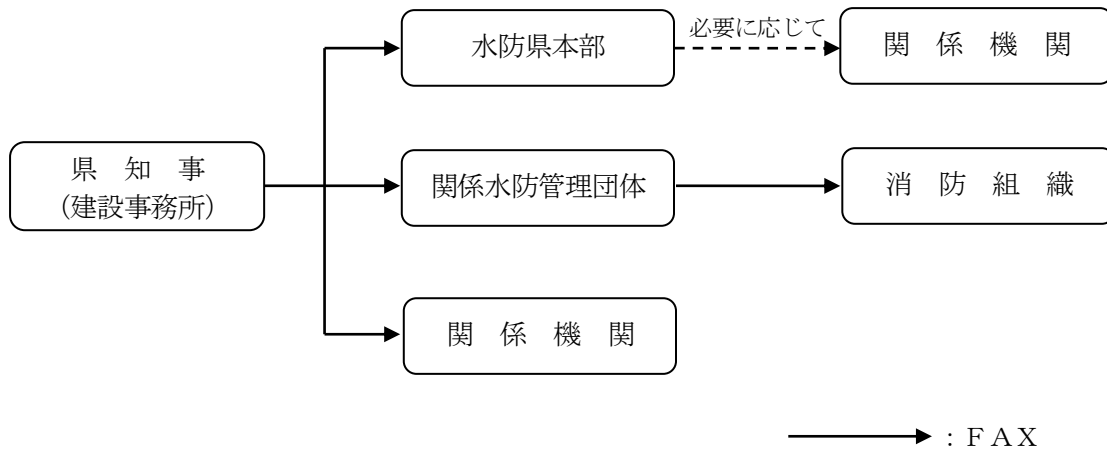 水防県本部
必要に応じて
関 係 機 関
県 知 事
（建設事務所）
関係水防管理団体
消 防 組 織
関 係 機 関
：ＦＡＸ